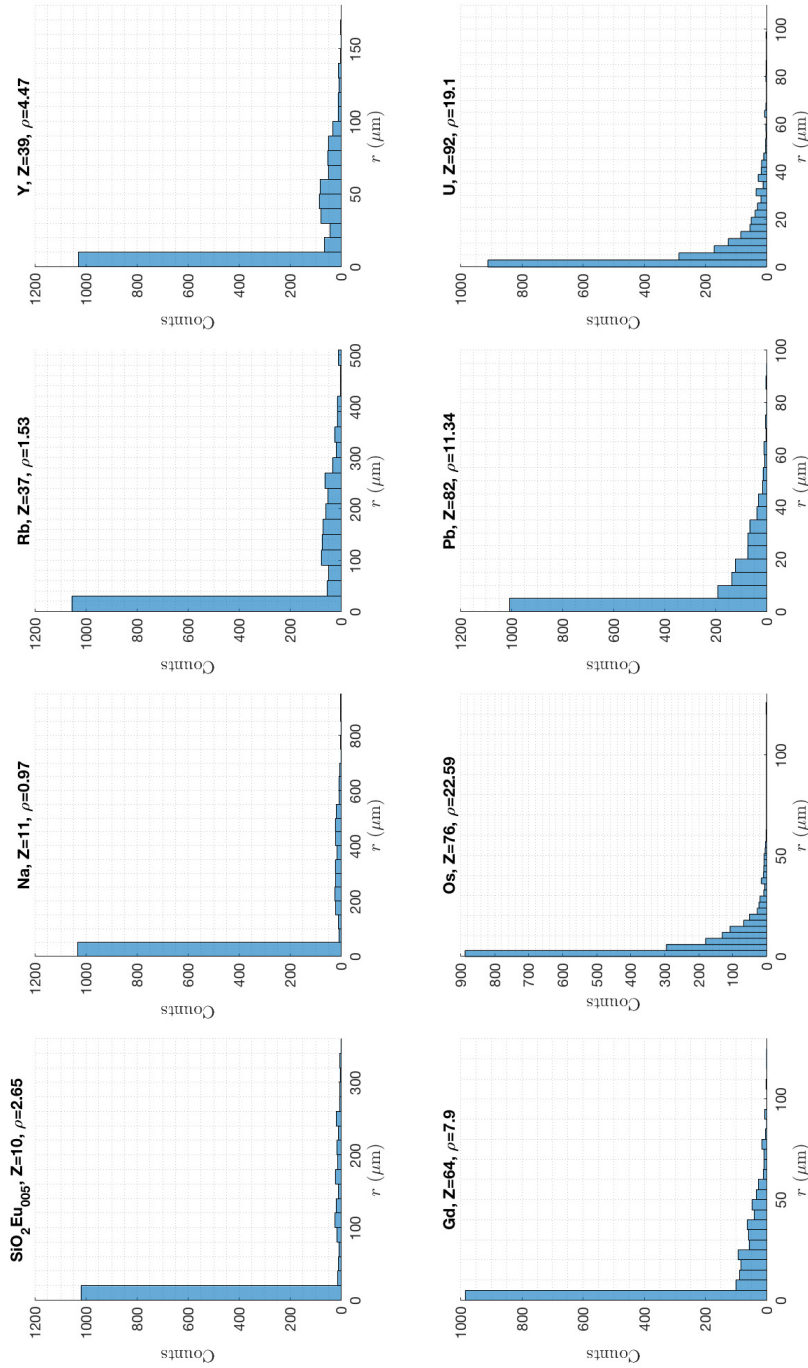 SiO₂Eu₀₀₅, Z=10, ρ=2.65
1200
1000
800
600
400
200
0
Counts
0 100 200 300
r (μm)
Na, Z=11, ρ=0.97
1200
1000
800
600
400
200
0
Counts
0 200 400 600 800
r (μm)
Rb, Z=37, ρ=1.53
1200
1000
800
600
400
200
0
Counts
0 100 200 300 400 500
r (μm)
Y, Z=39, ρ=4.47
1200
1000
800
600
400
200
0
Counts
0 50 100 150
r (μm)
Gd, Z=64, ρ=7.9
1000
800
600
400
200
0
Counts
0 50 100
r (μm)
Os, Z=76, ρ=22.59
900
800
700
600
500
400
300
200
100
0
Counts
0 50 100
r (μm)
Pb, Z=82, ρ=11.34
1200
1000
800
600
400
200
0
Counts
0 20 40 60 80 100
r (μm)
U, Z=92, ρ=19.1
1000
800
600
400
200
0
Counts
0 20 40 60 80 100
r (μm)